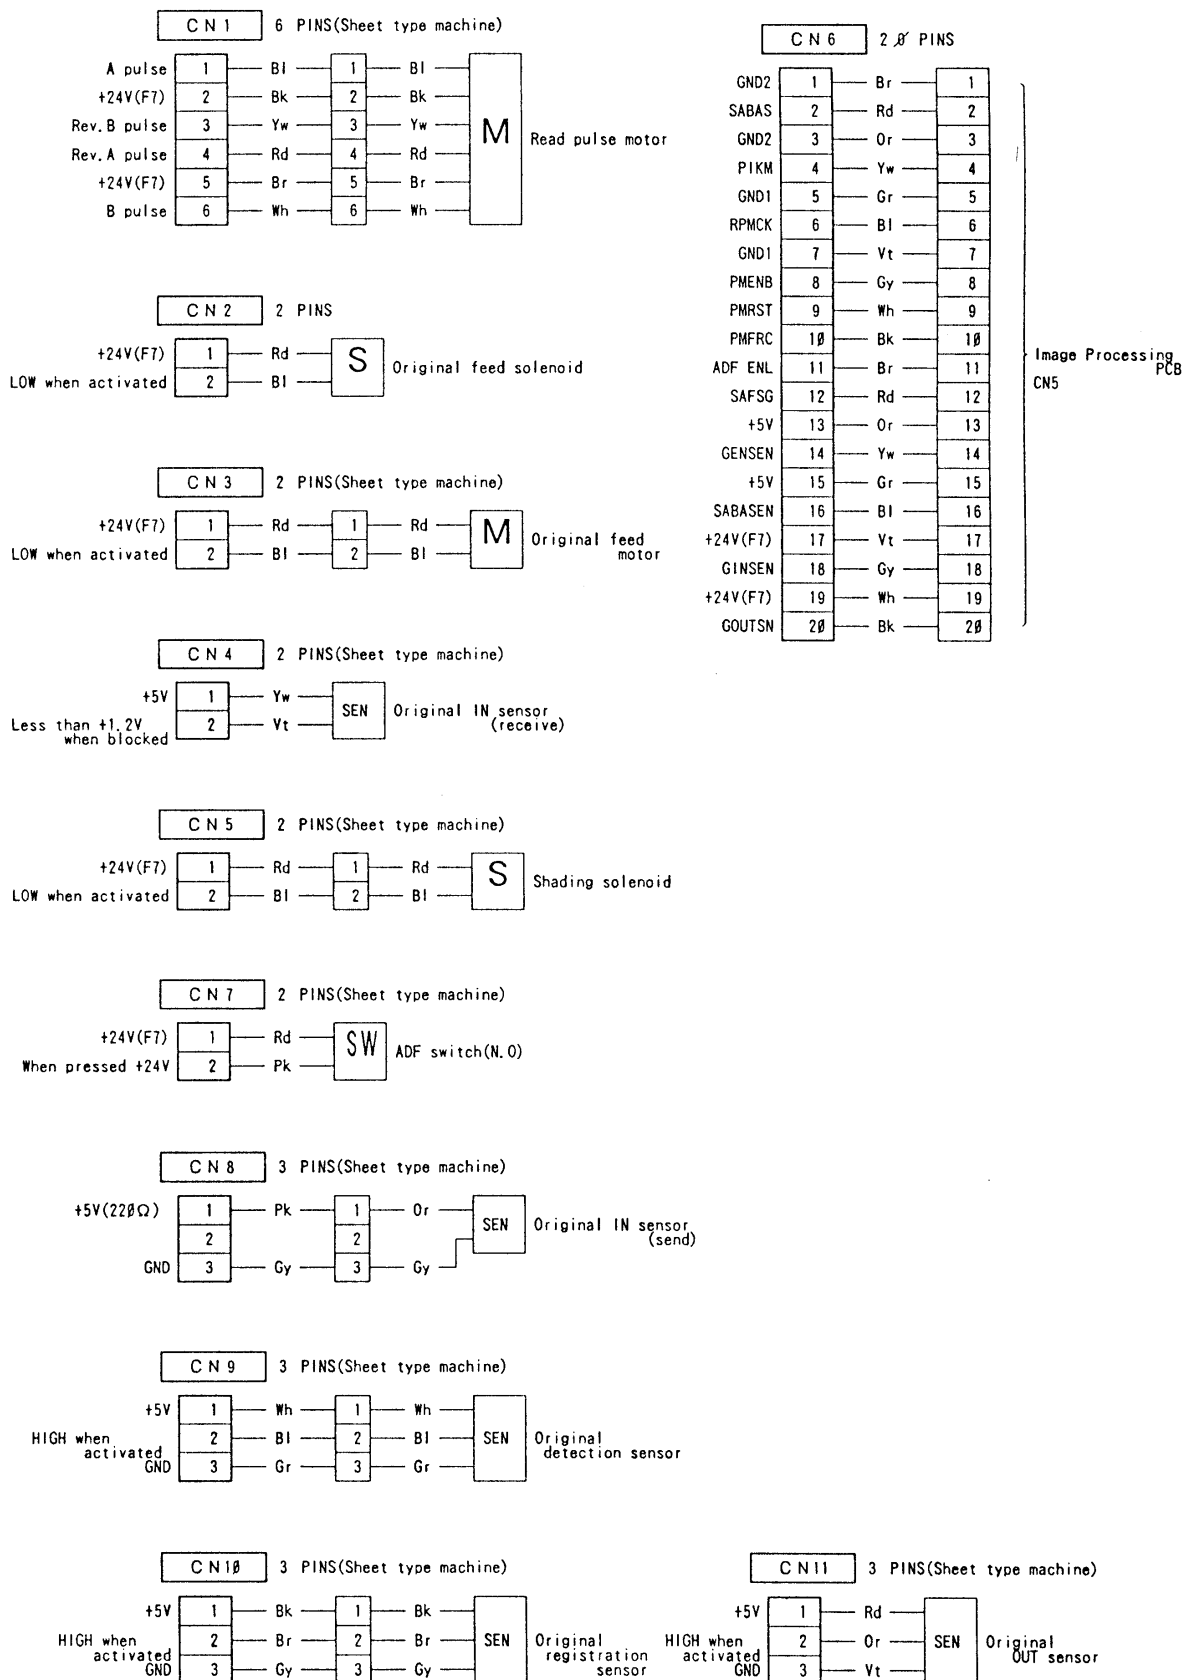 CN1 6 PINS(Sheet type machine)
A pulse 1 Bl 1 Bl
+24V(F7) 2 Bk 2 Bk
Rev.B pulse 3 Yw 3 Yw
Rev.A pulse 4 Rd 4 Rd
+24V(F7) 5 Br 5 Br
B pulse 6 Wh 6 Wh
M Read pulse motor
CN2 2 PINS
+24V(F7) 1 Rd
LOW when activated 2 Bl
S Original feed solenoid
CN3 2 PINS(Sheet type machine)
+24V(F7) 1 Rd 1 Rd
LOW when activated 2 Bl 2 Bl
M Original feed
motor
CN4 2 PINS(Sheet type machine)
+5V 1 Yw
Less than +1.2V 2 Vt
when blocked
SEN Original IN sensor
(receive)
CN5 2 PINS(Sheet type machine)
+24V(F7) 1 Rd 1 Rd
LOW when activated 2 Bl 2 Bl
S Shading solenoid
CN7 2 PINS(Sheet type machine)
+24V(F7) 1 Rd
When pressed +24V 2 Pk
SW ADF switch(N.O)
CN8 3 PINS(Sheet type machine)
+5V(220Ω) 1 Pk 1 Or
2 2
GND 3 Gy 3 Gy
SEN Original IN sensor
(send)
CN9 3 PINS(Sheet type machine)
+5V 1 Wh 1 Wh
HIGH when 2 Bl 2 Bl
activated
GND 3 Gr 3 Gr
SEN Original
detection sensor
CN10 3 PINS(Sheet type machine)
+5V 1 Bk 1 Bk
HIGH when 2 Br 2 Br
activated
GND 3 Gy 3 Gy
SEN Original
registration
sensor
CN6 20 PINS
GND2 1 Br 1
SABAS 2 Rd 2
GND2 3 Or 3
PIKM 4 Yw 4
GND1 5 Gr 5
RPMCK 6 Bl 6
GND1 7 Vt 7
PMENB 8 Gy 8
PMRST 9 Wh 9
PMFRC 10 Bk 10
ADF ENL 11 Br 11
SAFSG 12 Rd 12
+5V 13 Or 13
GENSEN 14 Yw 14
+5V 15 Gr 15
SABASEN 16 Bl 16
+24V(F7) 17 Vt 17
GINSEN 18 Gy 18
+24V(F7) 19 Wh 19
GOUTSN 20 Bk 20
Image Processing
PCB
CN5
CN11 3 PINS(Sheet type machine)
+5V 1 Rd
HIGH when 2 Or
activated
GND 3 Vt
SEN Original
OUT sensor